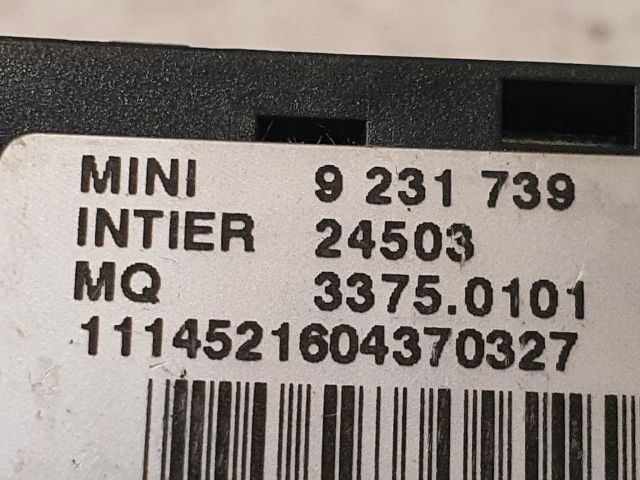 MINI 9 231 739
INTIER 24503
MQ 3375.0101
1114521604370327